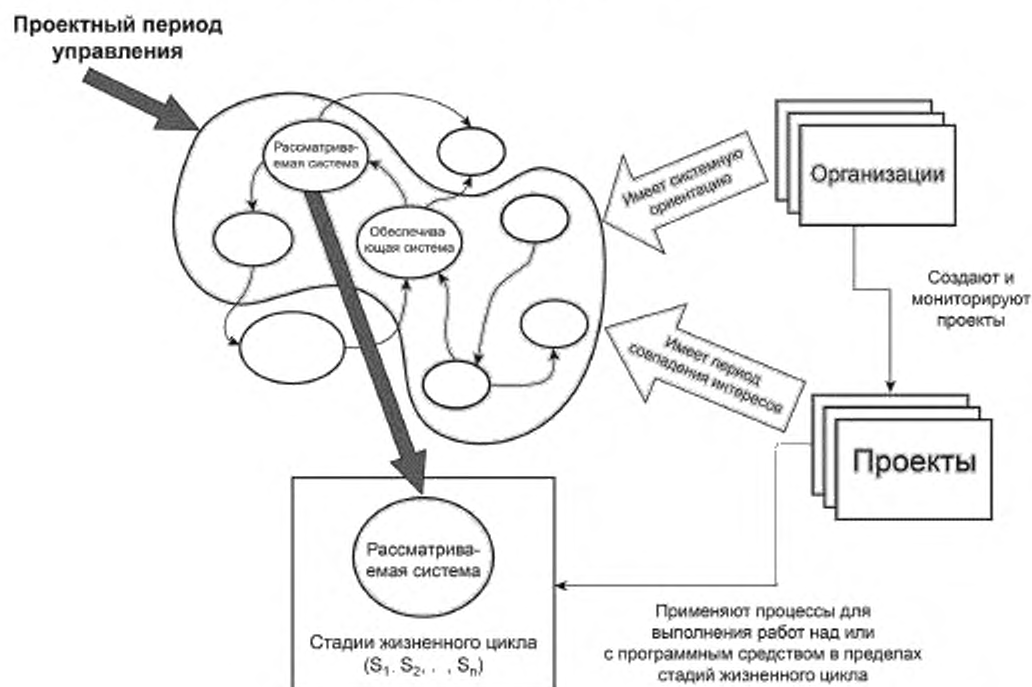 Проектный период
управления
Рассматрива-
емая система
Обеспечива
ющая система
Имеет системную
ориентацию
Организации
Создают и
мониторируют
проекты
Имеет период
совпадения интересов
Проекты
Рассматрива-
емая система
Стадии жизненного цикла
(S1. S2, . , Sn)
Применяют процессы для
выполнения работ над или
с программным средством в пределах
стадий жизненного цикла